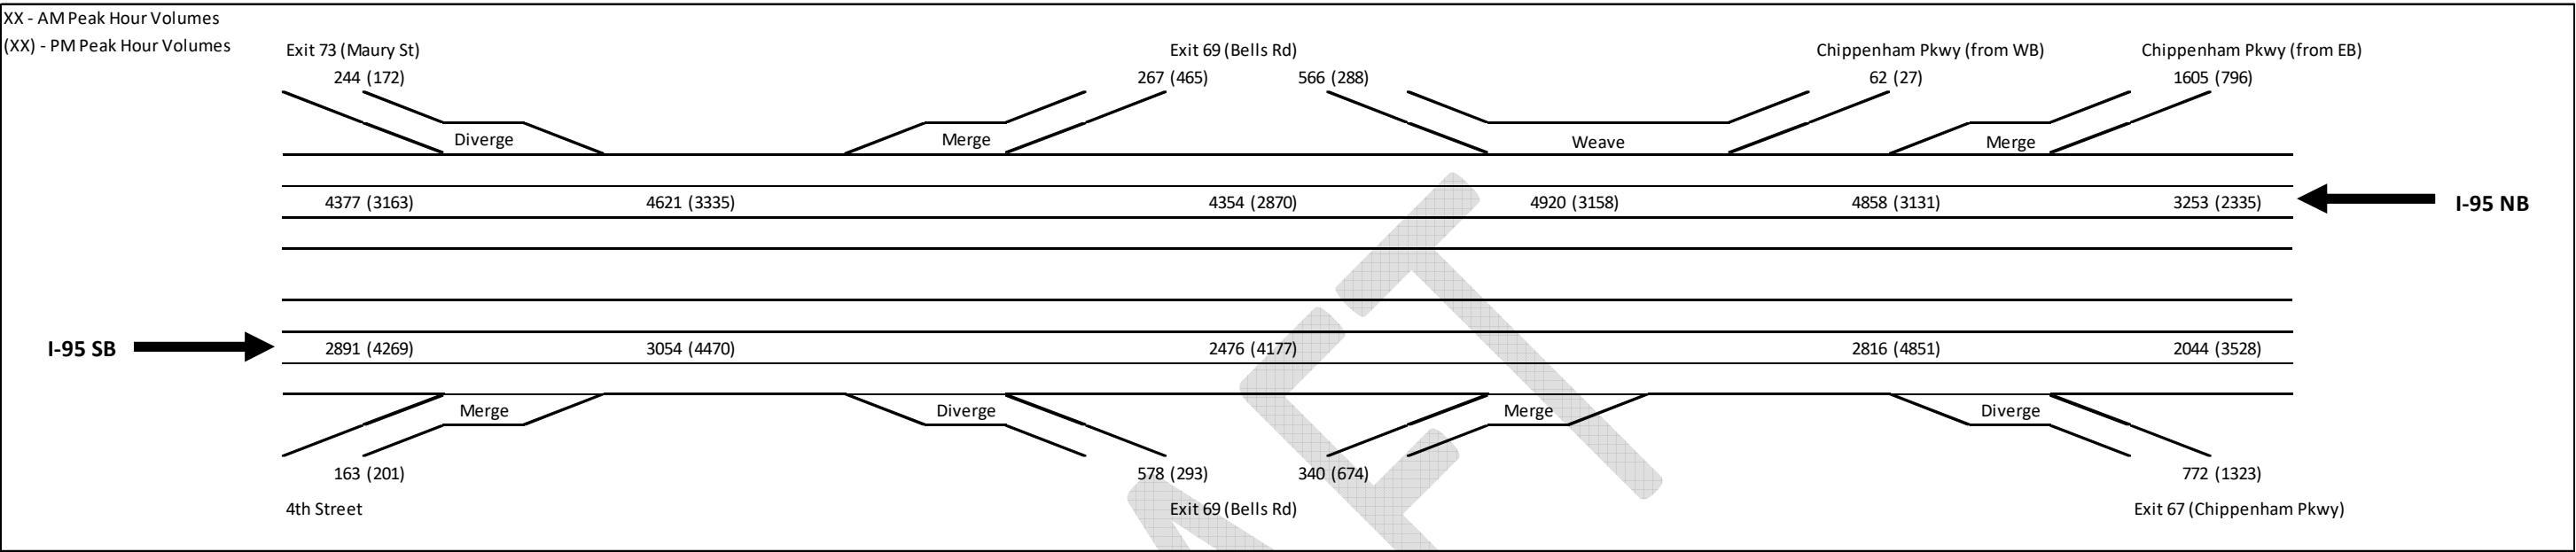 XX - AM Peak Hour Volumes
(XX) - PM Peak Hour Volumes
Exit 73 (Maury St)
Exit 69 (Bells Rd)
Chippenham Pkwy (from WB)
Chippenham Pkwy (from EB)
244 (172)
267 (465)
566 (288)
62 (27)
1605 (796)
Diverge
Merge
Weave
Merge
4377 (3163)
4621 (3335)
4354 (2870)
4920 (3158)
4858 (3131)
3253 (2335)
I-95 NB
I-95 SB
2891 (4269)
3054 (4470)
2476 (4177)
2816 (4851)
2044 (3528)
Merge
Diverge
Merge
Diverge
163 (201)
578 (293)
340 (674)
772 (1323)
4th Street
Exit 69 (Bells Rd)
Exit 67 (Chippenham Pkwy)